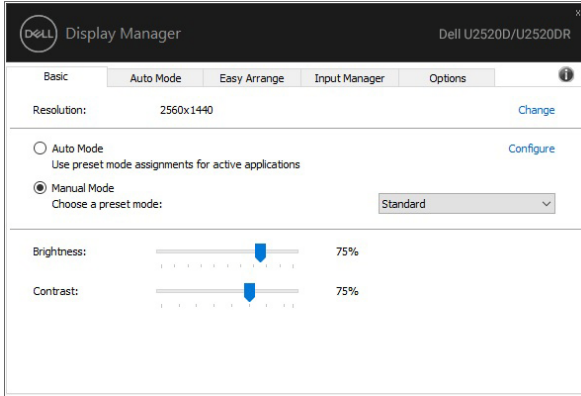 DELL Display Manager Dell U2520D/U2520DR
Basic Auto Mode Easy Arrange Input Manager Options
Resolution: 2560x1440 Change
Auto Mode Configure
Use preset mode assignments for active applications
Manual Mode
Choose a preset mode: Standard
Brightness: 75%
Contrast: 75%